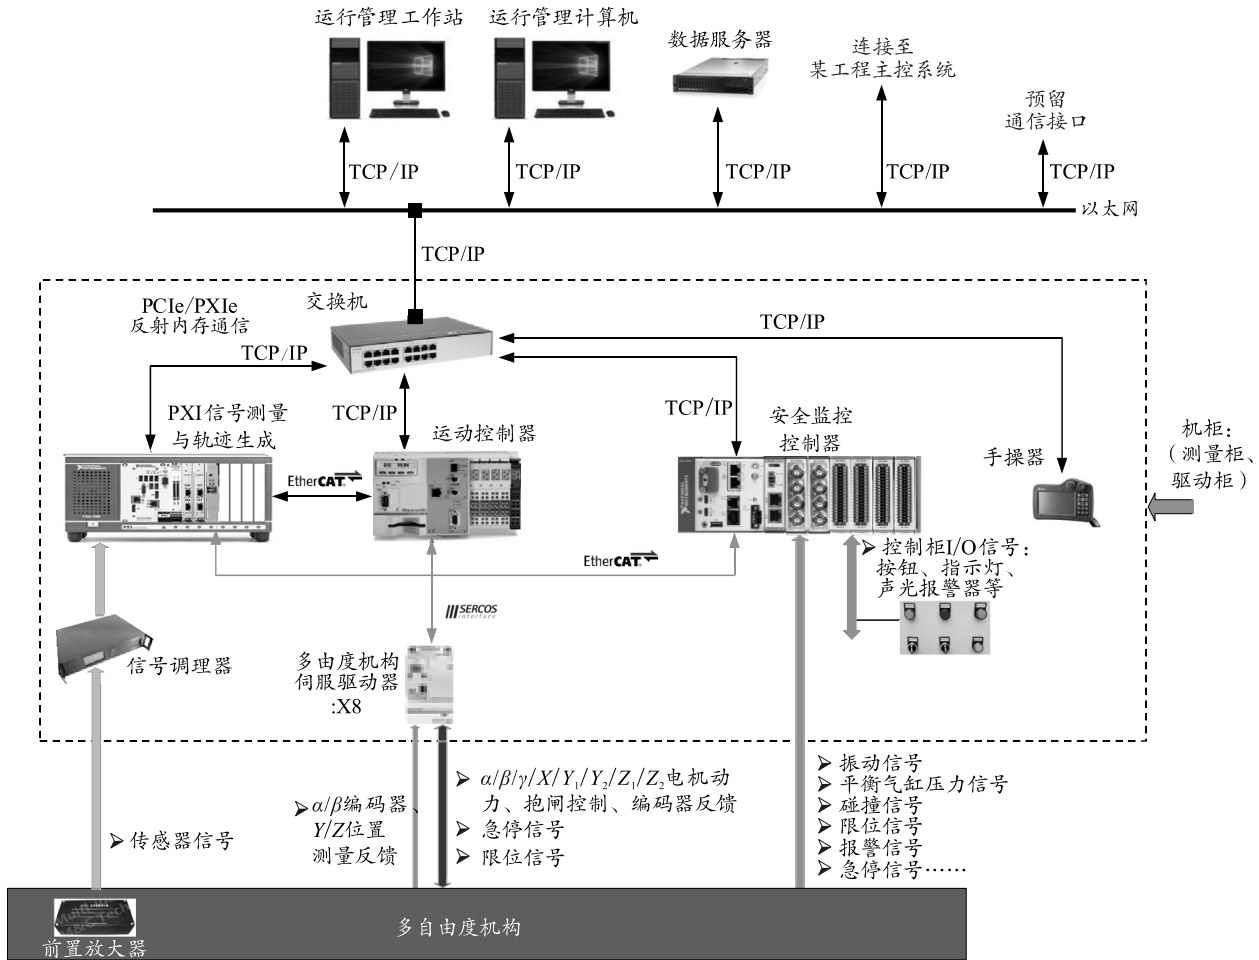 运行管理工作站
运行管理计算机
数据服务器
连接至
某工程主控系统
预留
通信接口
TCP/IP
TCP/IP
TCP/IP
TCP/IP
TCP/IP
以太网
TCP/IP
PCIe/PXIe
反射内存通信
交换机
TCP/IP
TCP/IP
TCP/IP
TCP/IP
PXI信号测量
与轨迹生成
运动控制器
安全监控
控制器
手操器
机柜：
（测量柜、
驱动柜）
EtherCAT
EtherCAT
控制柜I/O信号：
按钮、指示灯、
声光报警器等
SERCOS
interface
信号调理器
多由度机构
伺服驱动器
:X8
传感器信号
α/β编码器、
Y/Z位置
测量反馈
α/β/γ/X/Y₁/Y₂/Z₁/Z₂电机动
力、抱闸控制、编码器反馈
急停信号
限位信号
振动信号
平衡气缸压力信号
碰撞信号
限位信号
报警信号
急停信号……
多自由度机构
前置放大器